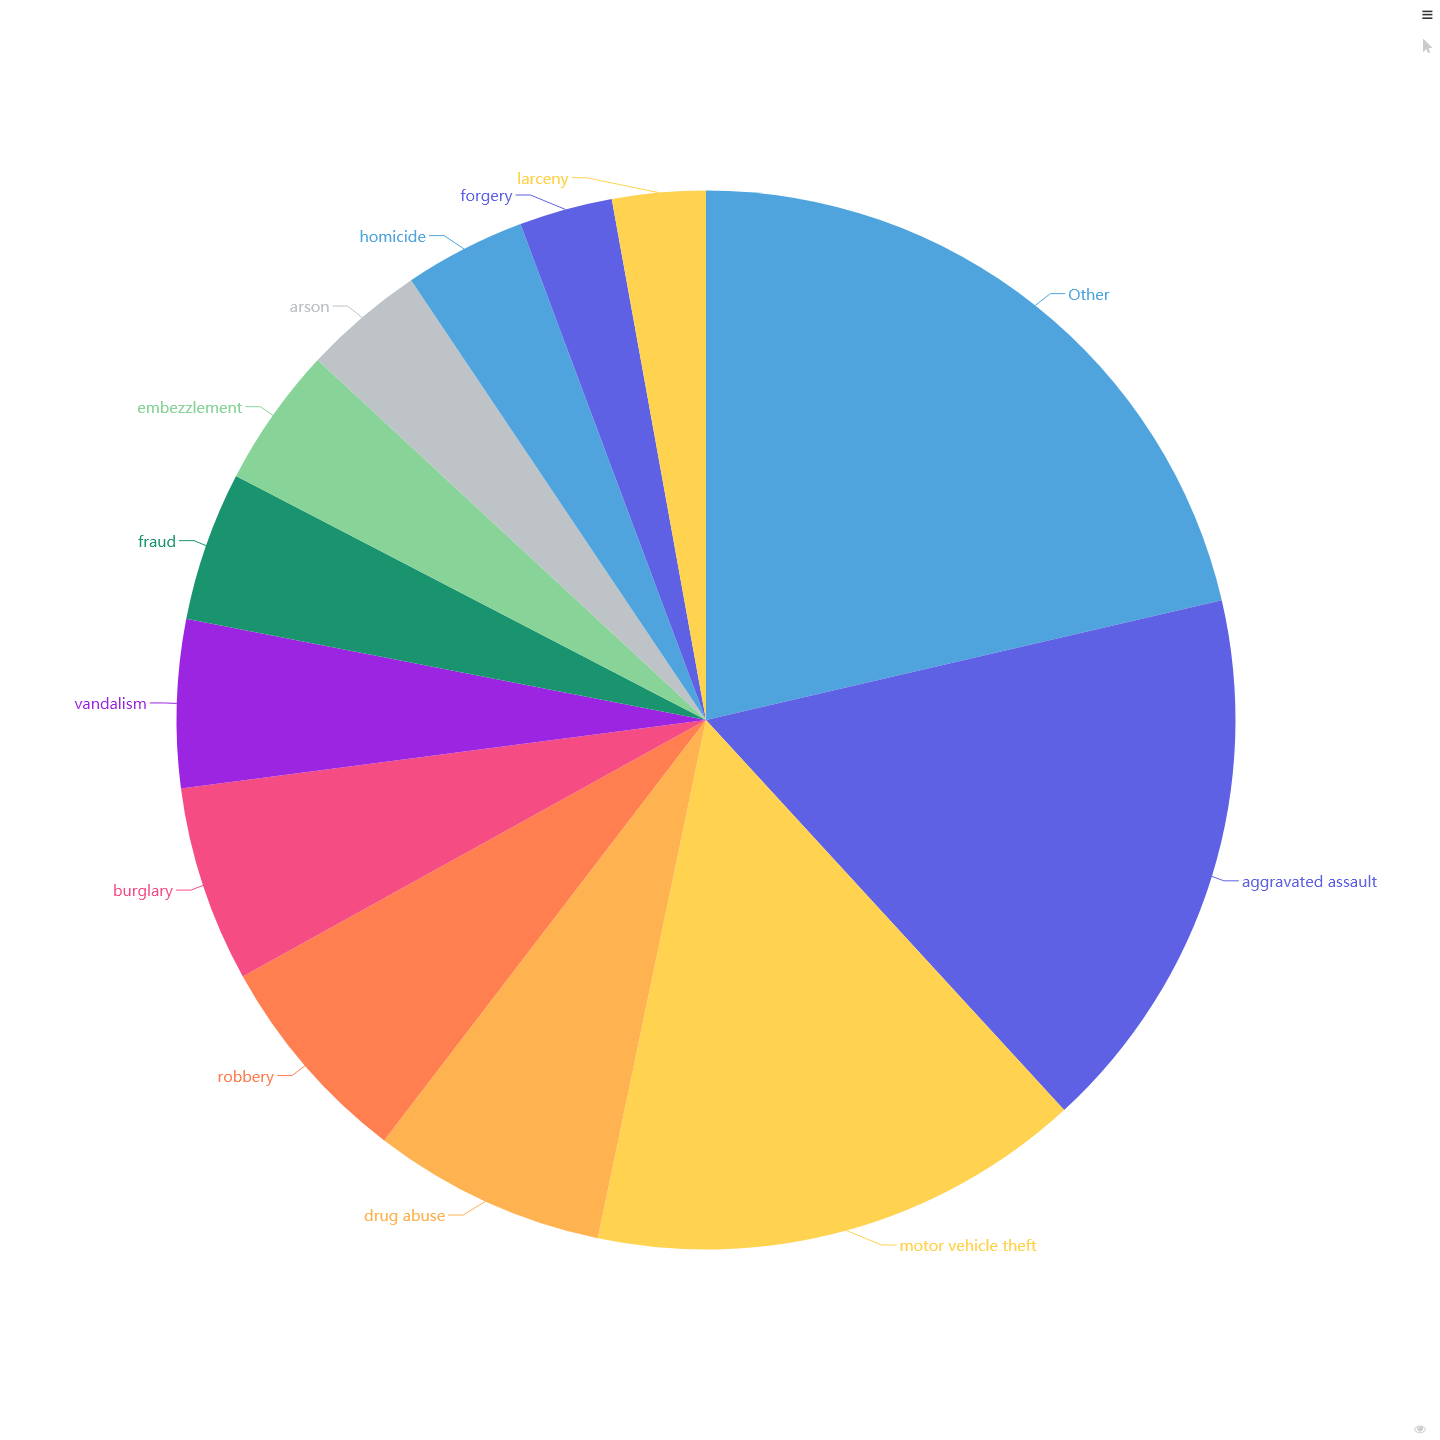 larceny
forgery
homicide
Other
arson
embezzlement
fraud
vandalism
aggravated assault
burglary
robbery
drug abuse
motor vehicle theft